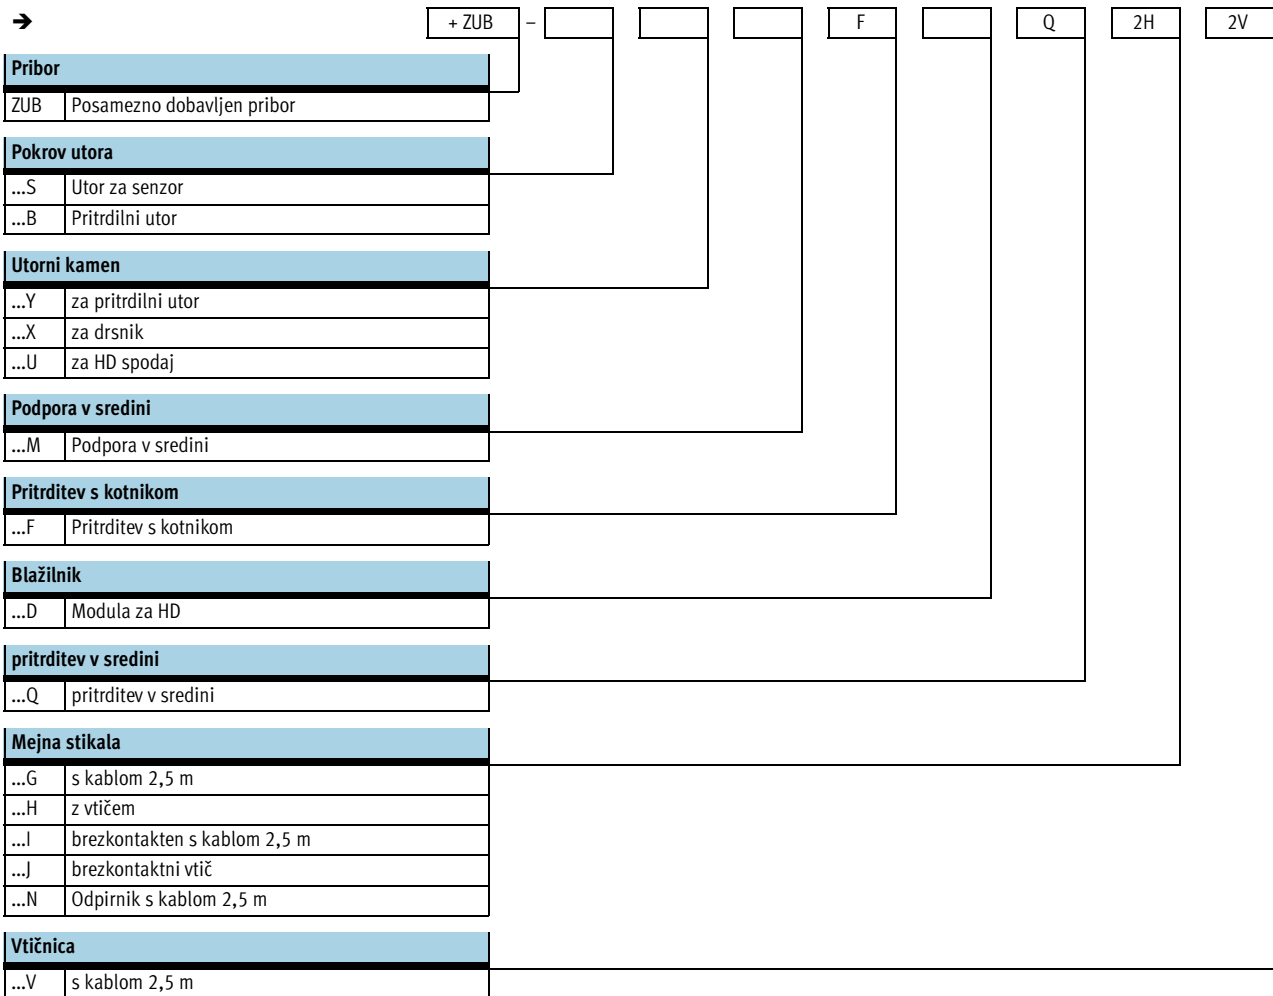 ➔ + ZUB – F Q 2H 2V
Pribor
ZUB Posamezno dobavljen pribor
Pokrov utora
...S Utor za senzor
...B Pritrdilni utor
Utorni kamen
...Y za pritrdilni utor
...X za drsnik
...U za HD spodaj
Podpora v sredini
...M Podpora v sredini
Pritrditev s kotnikom
...F Pritrditev s kotnikom
Blažilnik
...D Modula za HD
pritrditev v sredini
...Q pritrditev v sredini
Mejna stikala
...G s kablom 2,5 m
...H z vtičem
...I brezkontakten s kablom 2,5 m
...J brezkontaktni vtič
...N Odpirnik s kablom 2,5 m
Vtičnica
...V s kablom 2,5 m